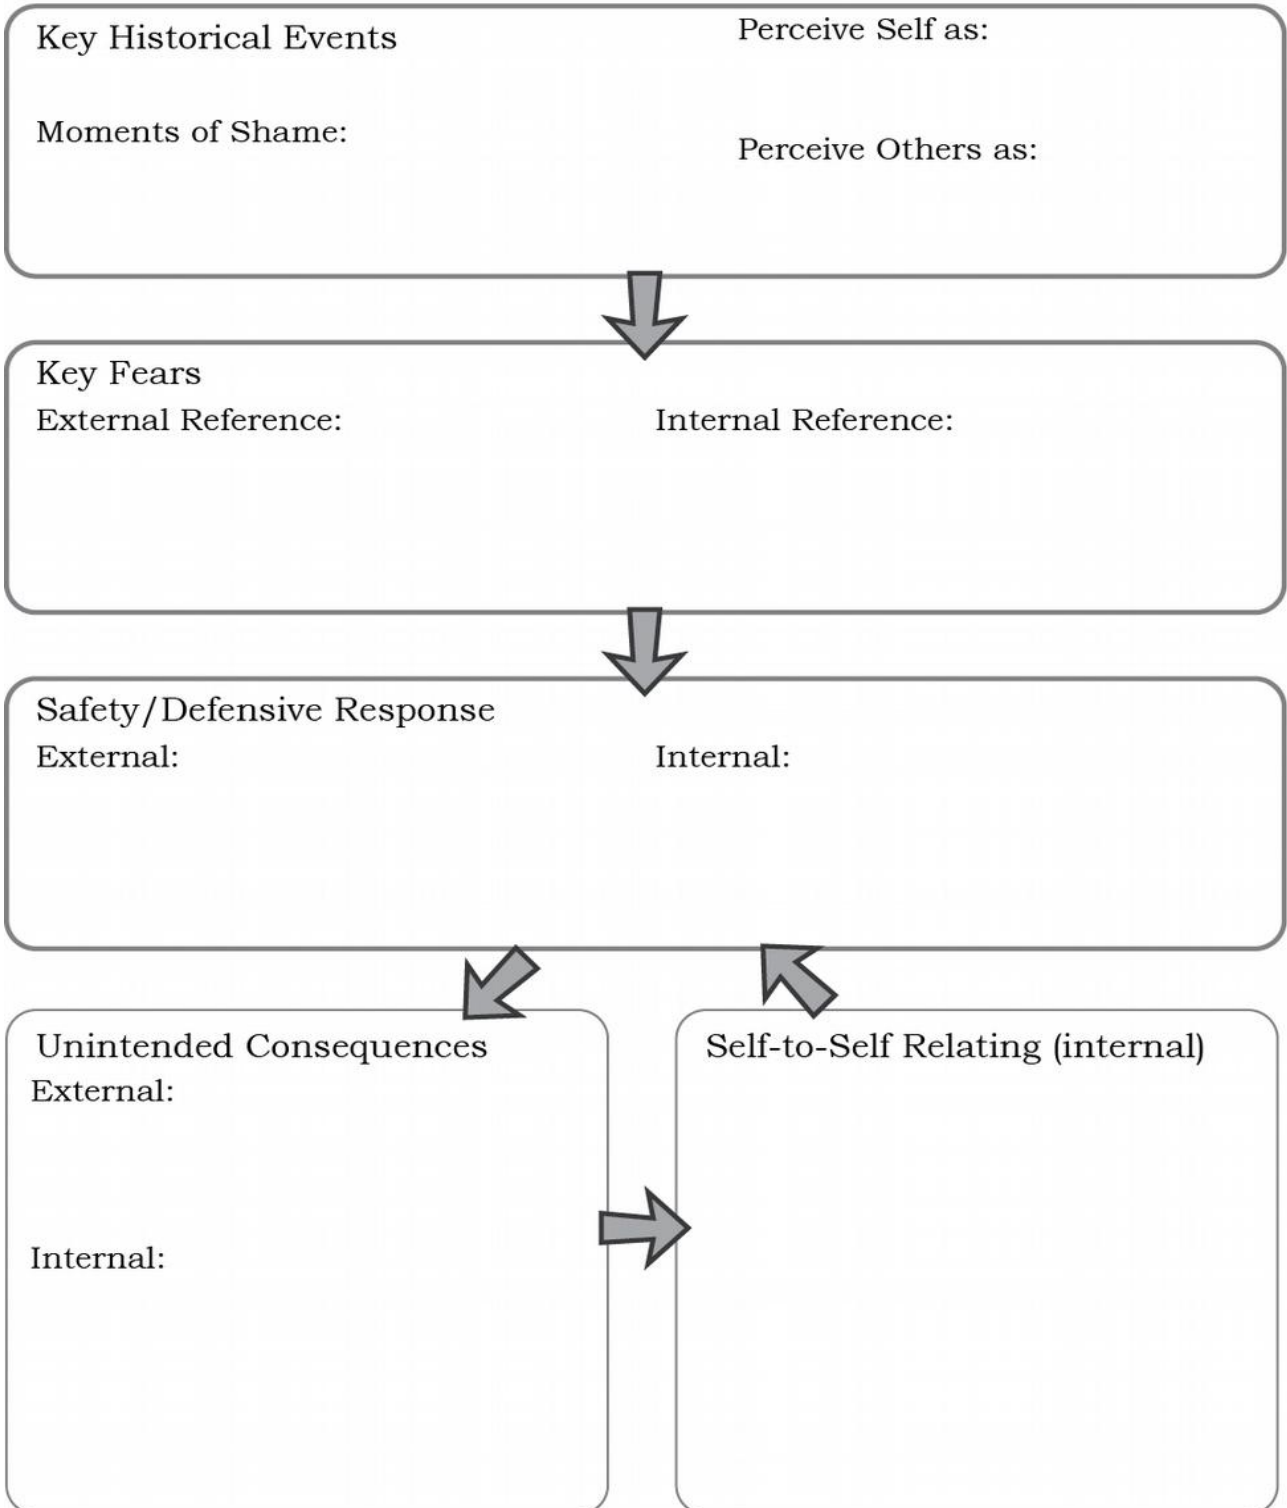 Key Historical Events
Perceive Self as:
Moments of Shame:
Perceive Others as:
Key Fears
External Reference:
Internal Reference:
Safety/Defensive Response
External:
Internal:
Unintended Consequences
External:
Internal:
Self-to-Self Relating (internal)